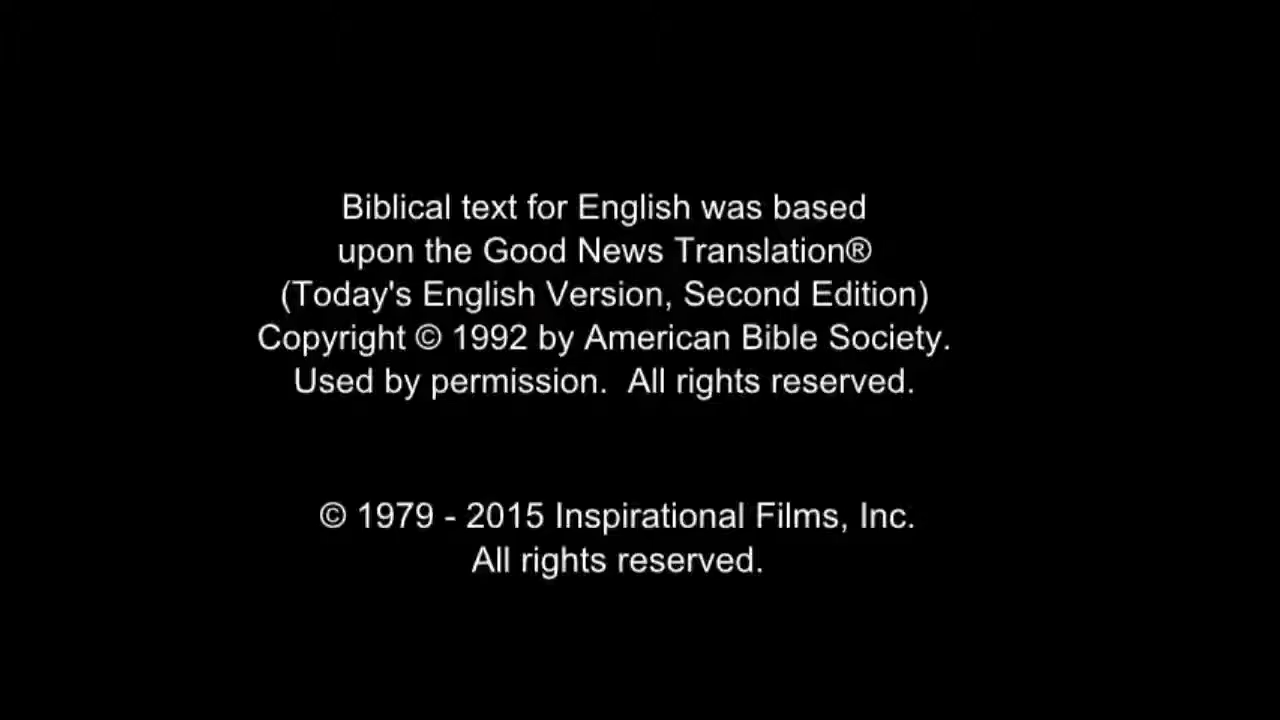 Biblical text for English was based
upon the Good News Translation®
(Today's English Version, Second Edition)
Copyright © 1992 by American Bible Society.
Used by permission.  All rights reserved.
© 1979 - 2015 Inspirational Films, Inc.
All rights reserved.